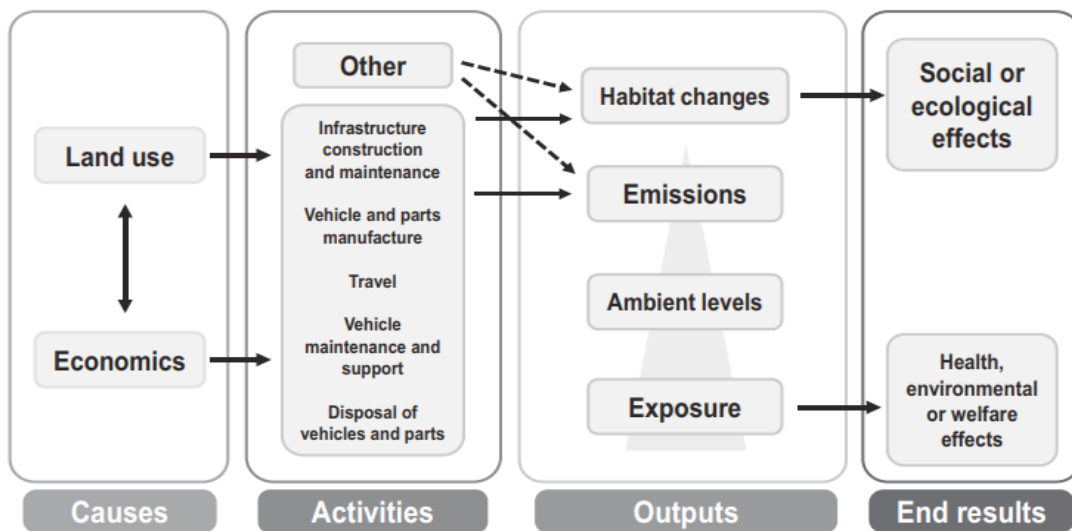 Land use
Economics
Causes
Other
Infrastructure
construction
and maintenance
Vehicle and parts
manufacture
Travel
Vehicle
maintenance and
support
Disposal of
vehicles and parts
Activities
Habitat changes
Emissions
Ambient levels
Exposure
Outputs
Social or
ecological
effects
Health,
environmental
or welfare
effects
End results